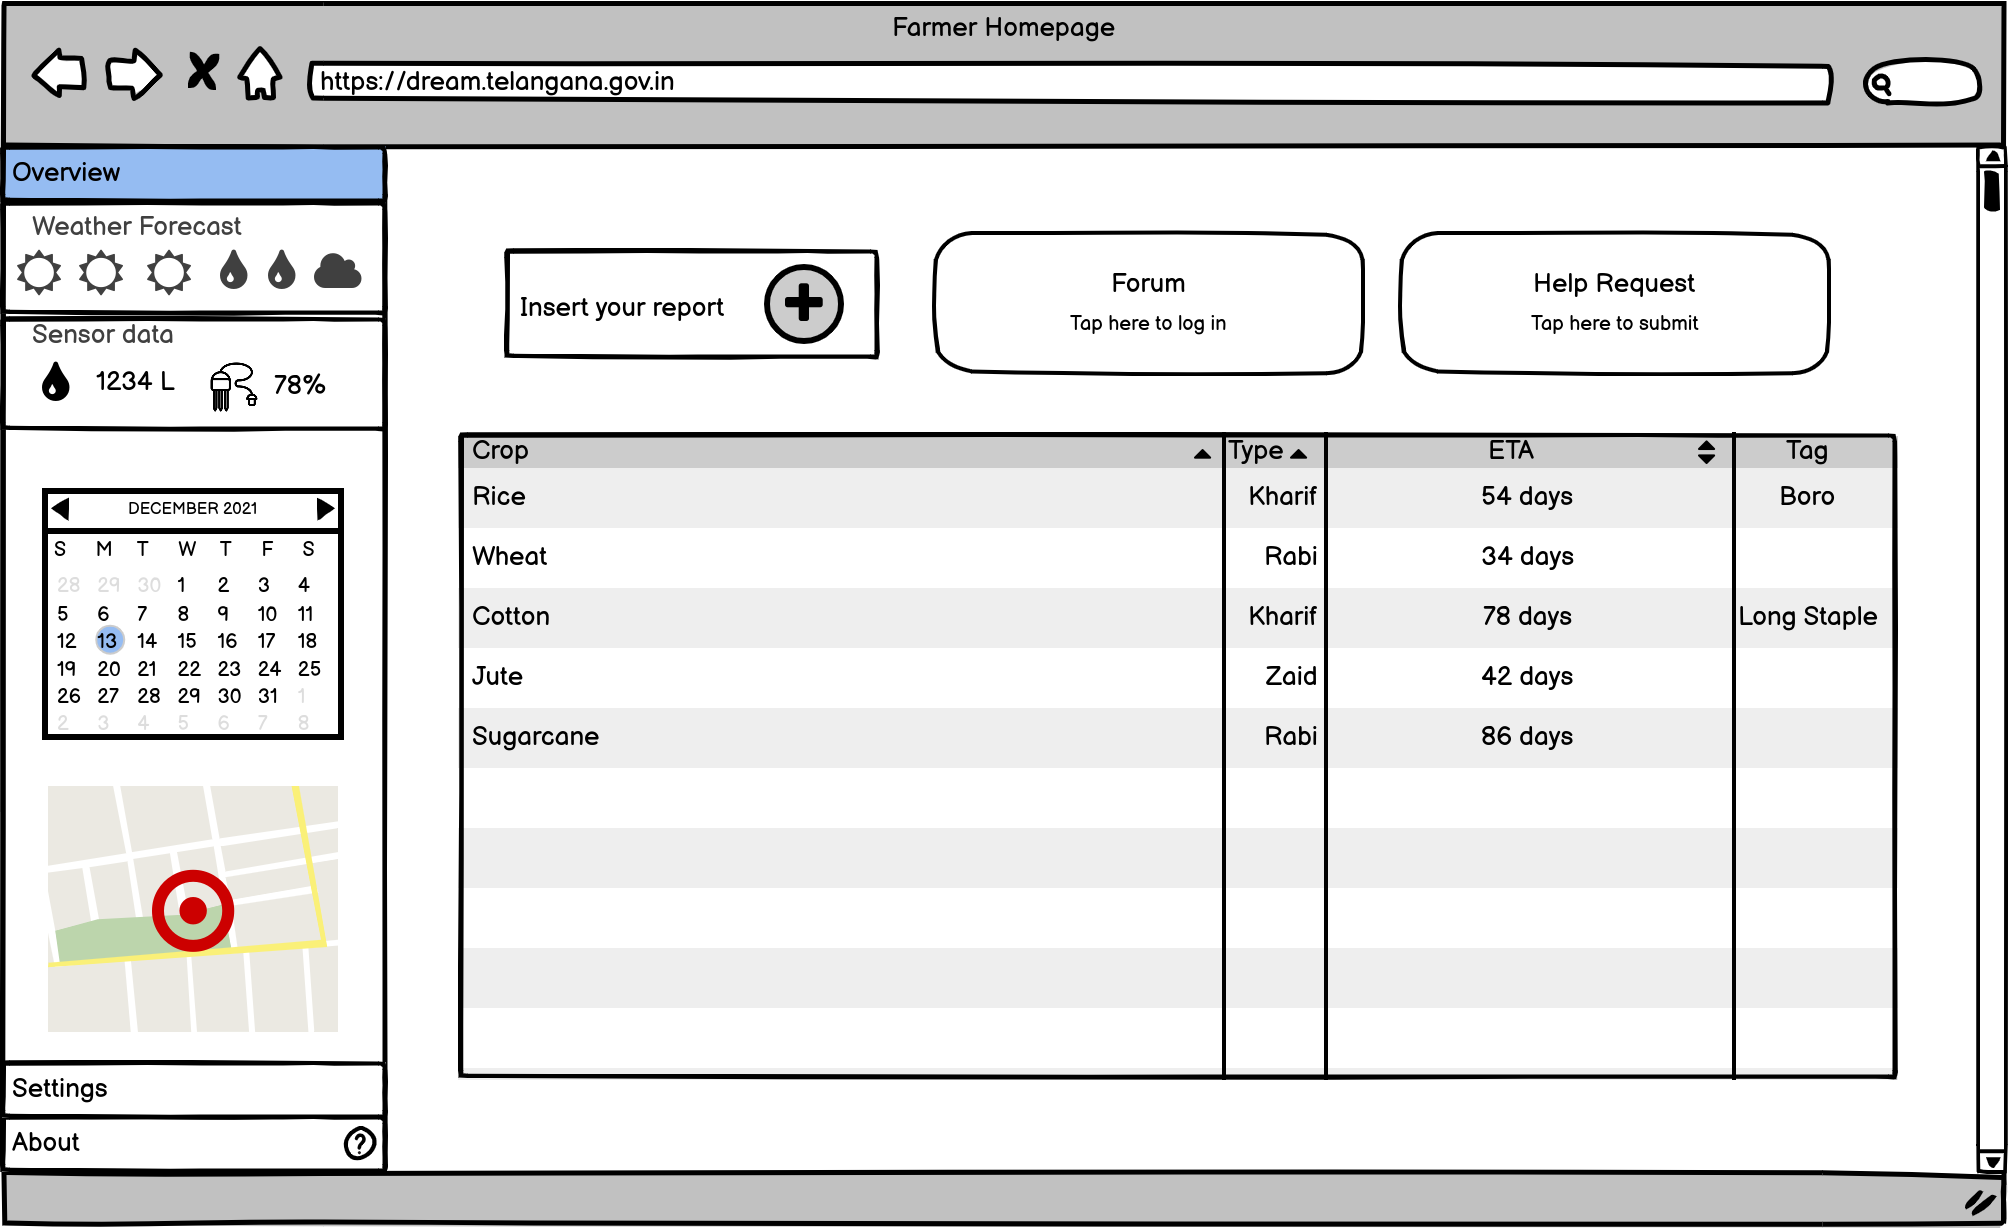 Farmer Homepage
https://dream.telangana.gov.in
Overview
Weather Forecast
Sensor data
1234 L 78%
DECEMBER 2021
S M T W T F S
28 29 30 1 2 3 4
5 6 7 8 9 10 11
12 13 14 15 16 17 18
19 20 21 22 23 24 25
26 27 28 29 30 31 1
2 3 4 5 6 7 8
Settings
About ?
Insert your report
Forum
Tap here to log in
Help Request
Tap here to submit
Crop Type ETA Tag
Rice Kharif 54 days Boro
Wheat Rabi 34 days
Cotton Kharif 78 days Long Staple
Jute Zaid 42 days
Sugarcane Rabi 86 days